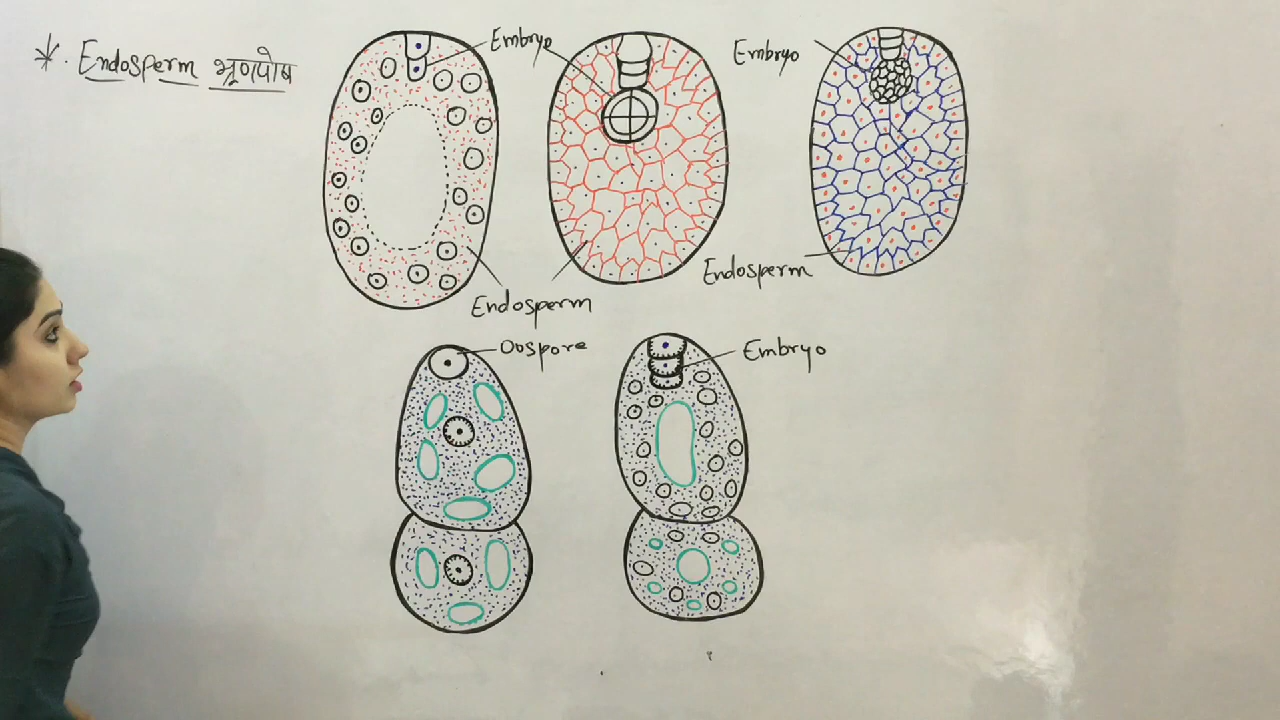 *. Endosperm भ्रूणपोष
Embryo
Embryo
Endosperm
Endosperm
Oospore
Embryo